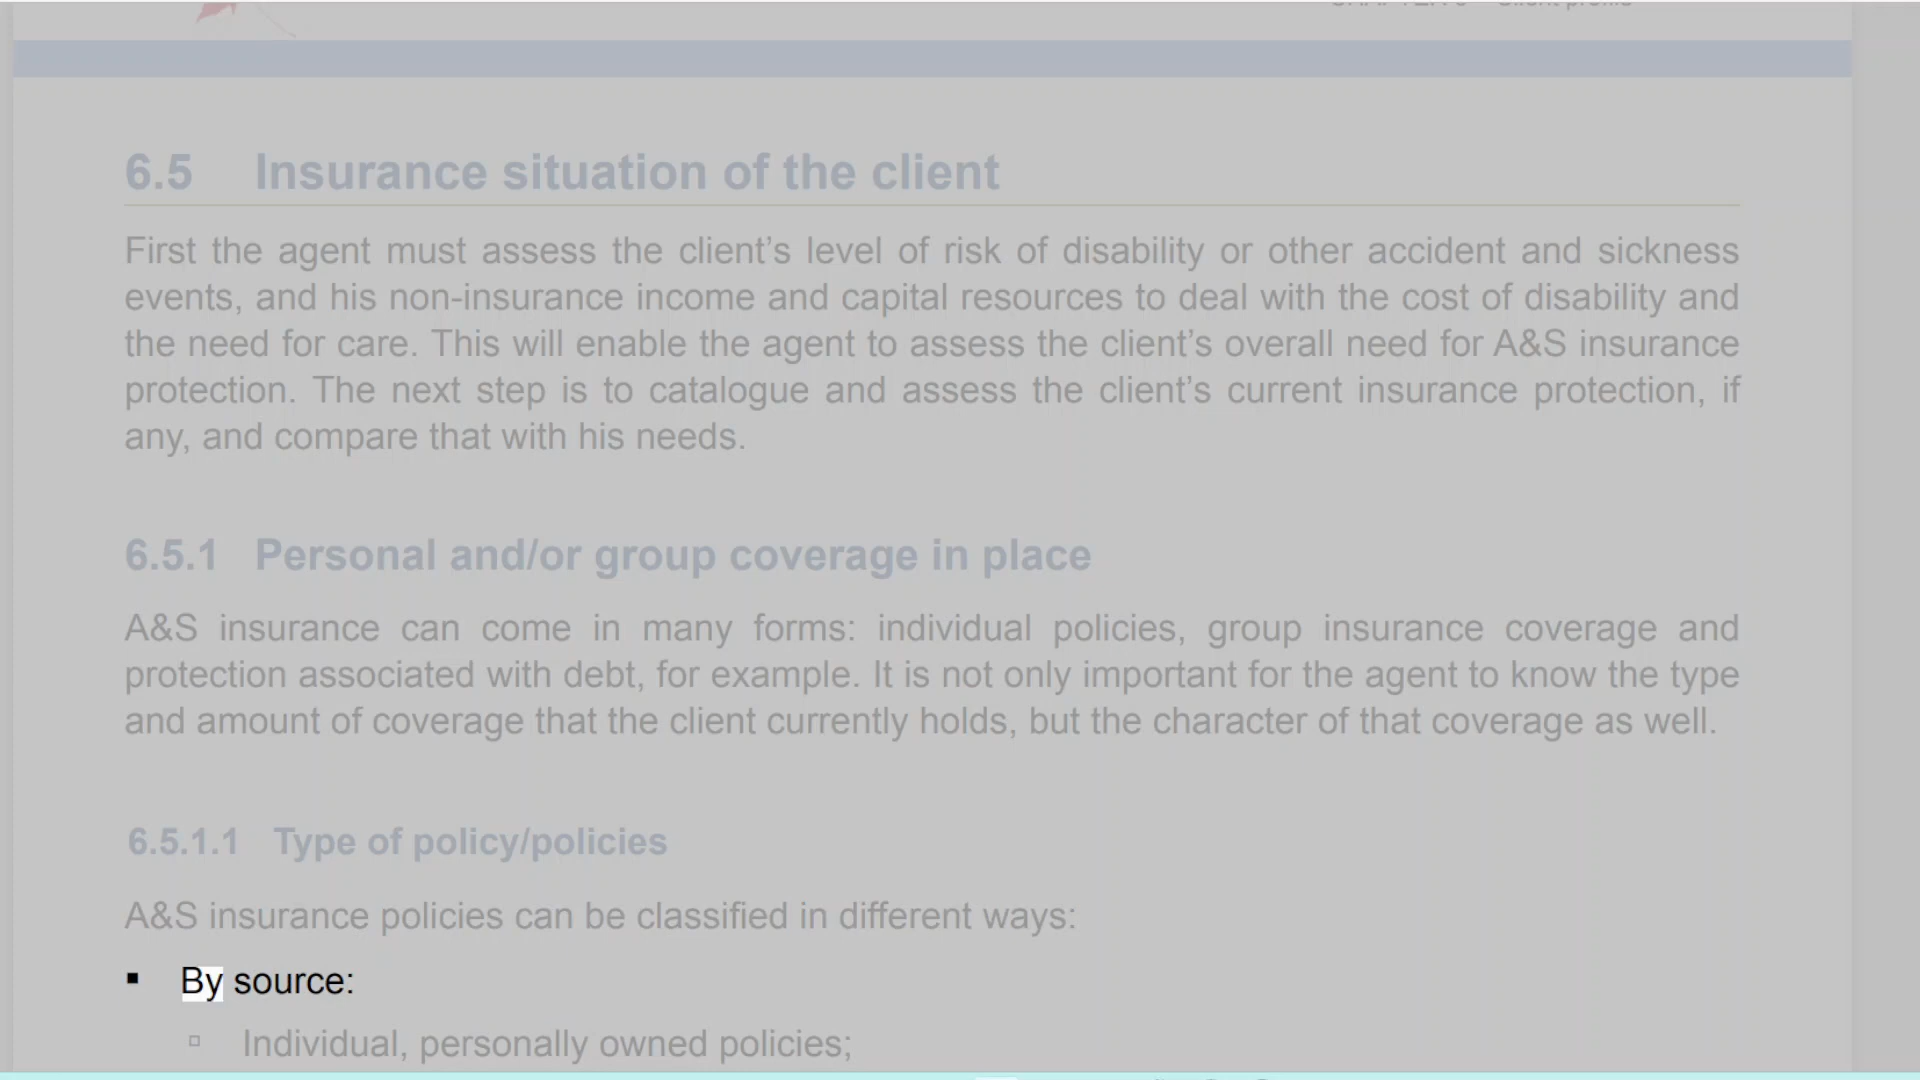 6.5 Insurance situation of the client
First the agent must assess the client’s level of risk of disability or other accident and sickness
events, and his non-insurance income and capital resources to deal with the cost of disability and
the need for care. This will enable the agent to assess the client’s overall need for A&S insurance
protection. The next step is to catalogue and assess the client’s current insurance protection, if
any, and compare that with his needs.
6.5.1 Personal and/or group coverage in place
A&S insurance can come in many forms: individual policies, group insurance coverage and
protection associated with debt, for example. It is not only important for the agent to know the type
and amount of coverage that the client currently holds, but the character of that coverage as well.
6.5.1.1 Type of policy/policies
A&S insurance policies can be classified in different ways:
▪ By source:
▫ Individual, personally owned policies;